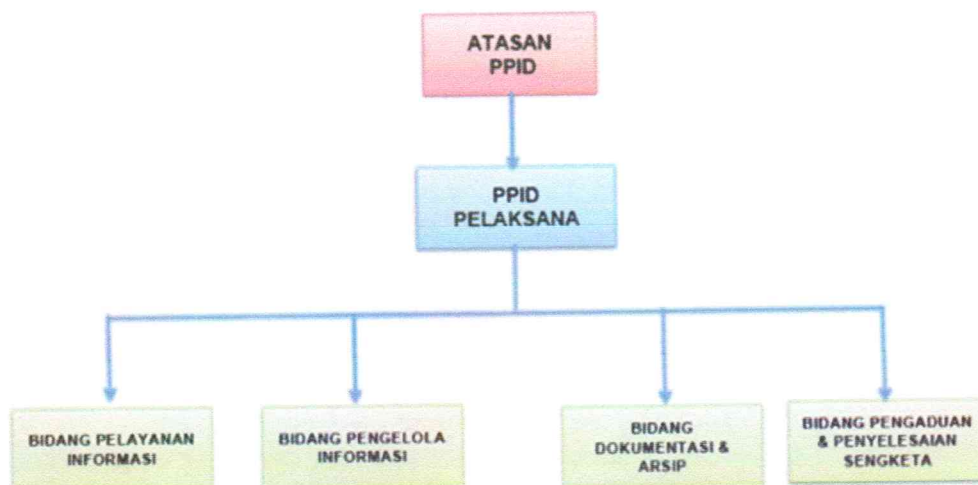 ATASAN
PPID
PPID
PELAKSANA
BIDANG PELAYANAN
INFORMASI
BIDANG PENGELOLA
INFORMASI
BIDANG
DOKUMENTASI &
ARSIP
BIDANG PENGADUAN
& PENYELESAIAN
SENGKETA